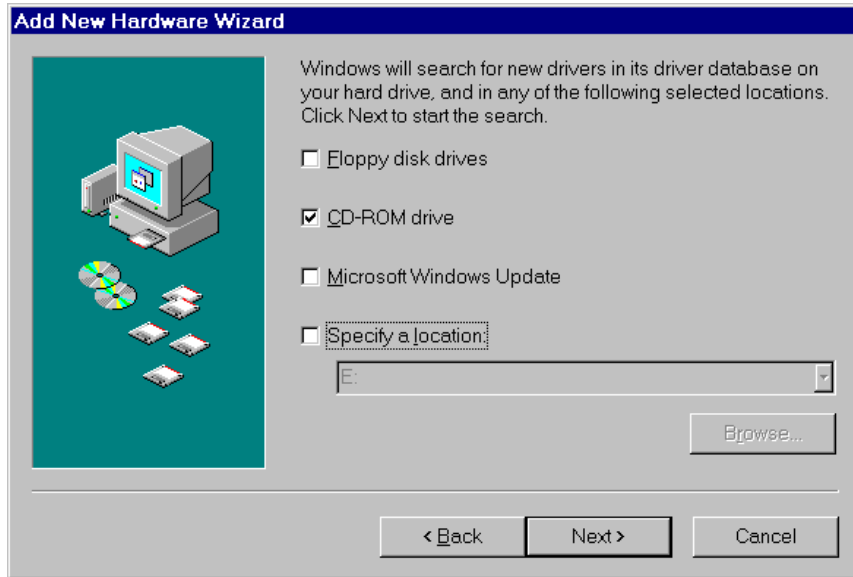 Add New Hardware Wizard
Windows will search for new drivers in its driver database on
your hard drive, and in any of the following selected locations.
Click Next to start the search.
Floppy disk drives
CD-ROM drive
Microsoft Windows Update
Specify a location:
E:
Browse...
< Back
Next >
Cancel